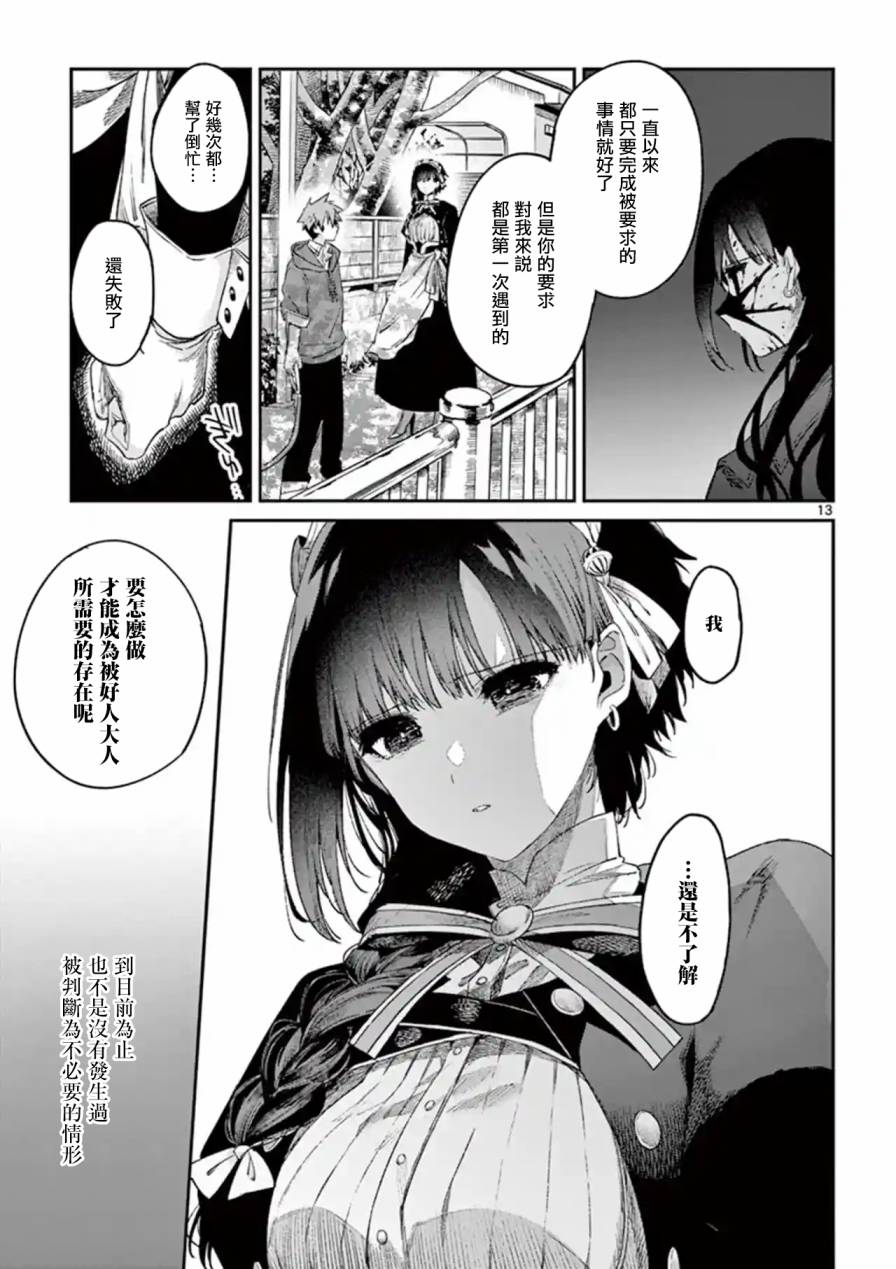 一直以來
都只要完成被要求的
事情就好了
但是你的要求
對我來說
都是第一次遇到的
好幾次都…
幫了倒忙…
還失敗了
13
我
…還是不了解
要怎麼做
才能成為被好人大人
所需要的存在呢
到目前為止
也不是沒有發生過
被判斷為不必要的情形